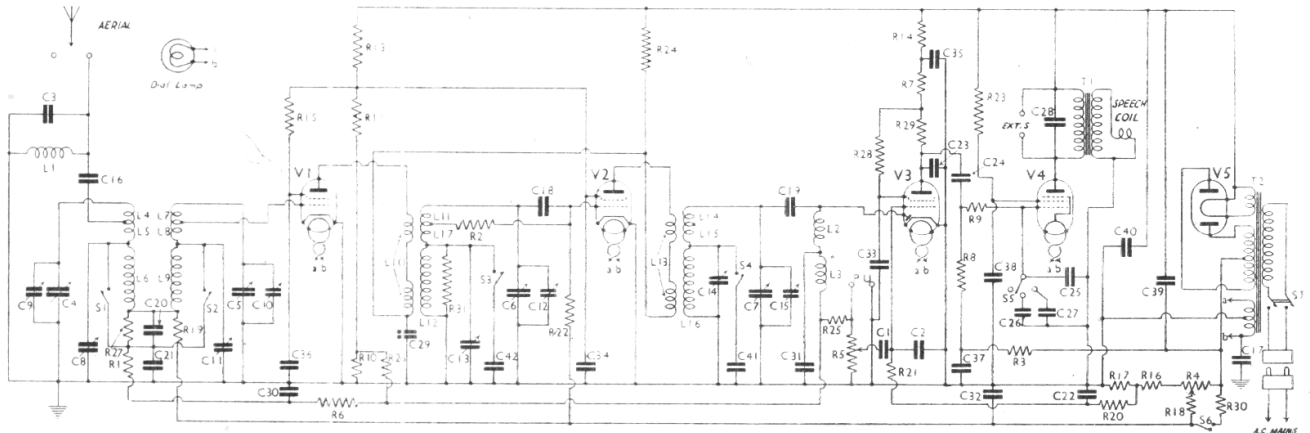 AERIAL
Dial Lamp
a
b
C3
L1
C16
L4
L5
L7
L8
L6
L9
C9
C4
S1
C20
S2
C5
C10
C8
R27
R1
C21
R19
C11
C36
C30
R6
R13
R15
V1
a b
R10
C29
L11
L17
R2
L12
R31
C13
S3
C42
C6
C12
C18
R22
C34
V2
a b
R24
L13
L14
L15
L16
C14
S4
C41
C7
C15
C19
L2
L3
C31
P.U.
R25
R5
C1
C2
R21
C33
R28
R14
C35
R7
R29
C23
V3
a b
C24
R23
R9
R8
C37
C38
C32
R3
EXT. S
C28
T1
SPEECH
COIL
V4
a b
S5
C25
C26
C27
C22
R17
R16
R4
R20
R18
S6
R30
C40
C39
V5
T2
a
b
C17
A.C. MAINS